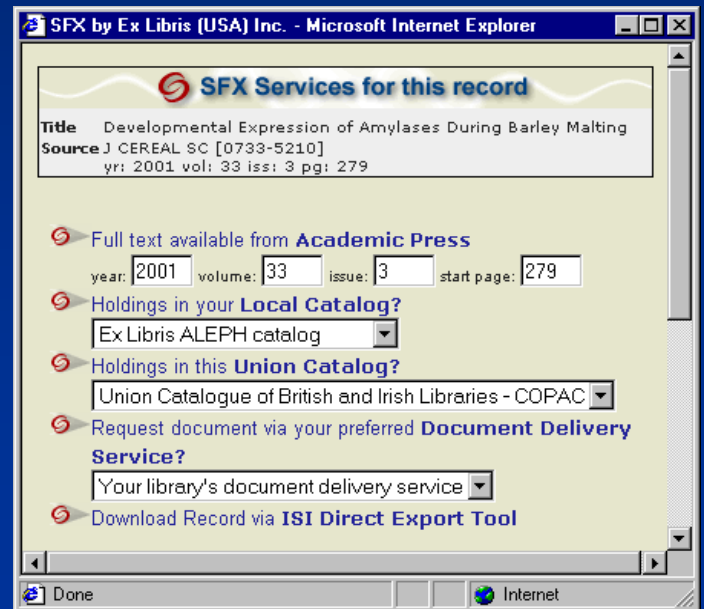 SFX by Ex Libris (USA) Inc. - Microsoft Internet Explorer
SFX Services for this record
Title Developmental Expression of Amylases During Barley Malting
Source J CEREAL SC [0733-5210]
yr: 2001 vol: 33 iss: 3 pg: 279
Full text available from Academic Press
year: 2001 volume: 33 issue: 3 start page: 279
Holdings in your Local Catalog?
Ex Libris ALEPH catalog
Holdings in this Union Catalog?
Union Catalogue of British and Irish Libraries - COPAC
Request document via your preferred Document Delivery
Service?
Your library's document delivery service
Download Record via ISI Direct Export Tool
Done Internet